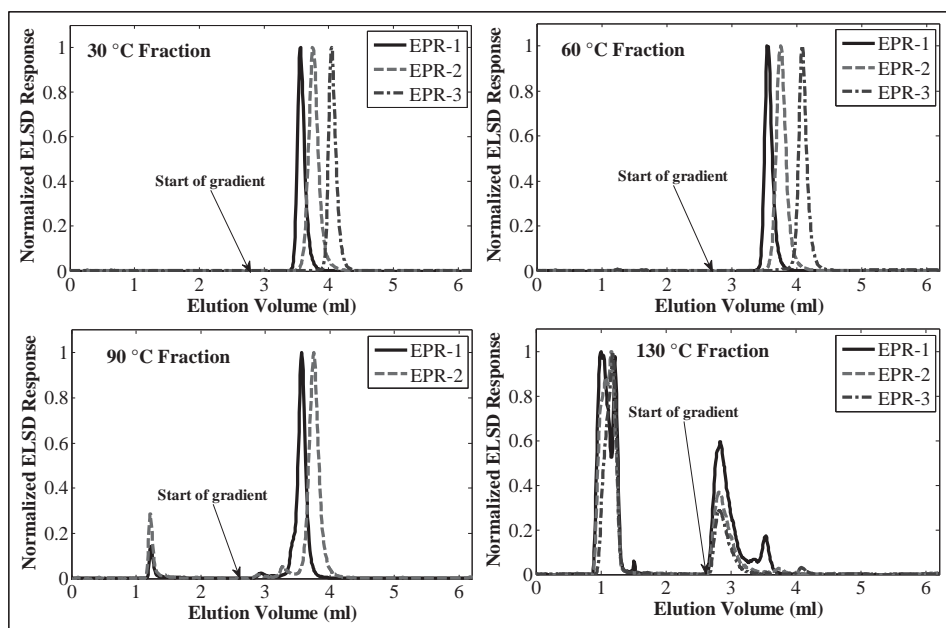 30 °C Fraction
EPR-1
EPR-2
EPR-3
Start of gradient
Normalized ELSD Response
1
0.8
0.6
0.4
0.2
0
0 1 2 3 4 5 6
Elution Volume (ml)
60 °C Fraction
EPR-1
EPR-2
EPR-3
Start of gradient
Normalized ELSD Response
1
0.8
0.6
0.4
0.2
0
0 1 2 3 4 5 6
Elution Volume (ml)
90 °C Fraction
EPR-1
EPR-2
Start of gradient
Normalized ELSD Response
1
0.8
0.6
0.4
0.2
0
0 1 2 3 4 5 6
Elution Volume (ml)
130 °C Fraction
EPR-1
EPR-2
EPR-3
Start of gradient
Normalized ELSD Response
1
0.8
0.6
0.4
0.2
0
0 1 2 3 4 5 6
Elution Volume (ml)